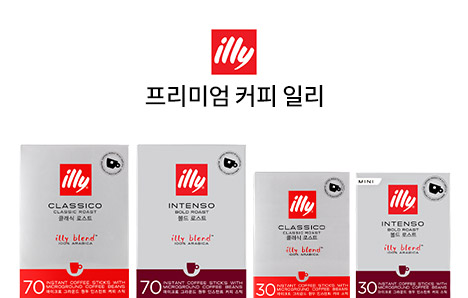 illy
프리미엄 커피 일리
illy
CLASSICO
CLASSIC ROAST
클래식 로스트
illy blend
100% ARABICA
70
INSTANT COFFEE STICKS WITH
MICROGROUND COFFEE BEANS
illy
INTENSO
BOLD ROAST
볼드 로스트
illy blend
100% ARABICA
70
INSTANT COFFEE STICKS WITH
MICROGROUND COFFEE BEANS
illy
CLASSICO
CLASSIC ROAST
클래식 로스트
illy blend
100% ARABICA
30
INSTANT COFFEE STICKS WITH
MICROGROUND COFFEE BEANS
MINI
illy
INTENSO
BOLD ROAST
볼드 로스트
illy blend
100% ARABICA
30
INSTANT COFFEE STICKS WITH
MICROGROUND COFFEE BEANS